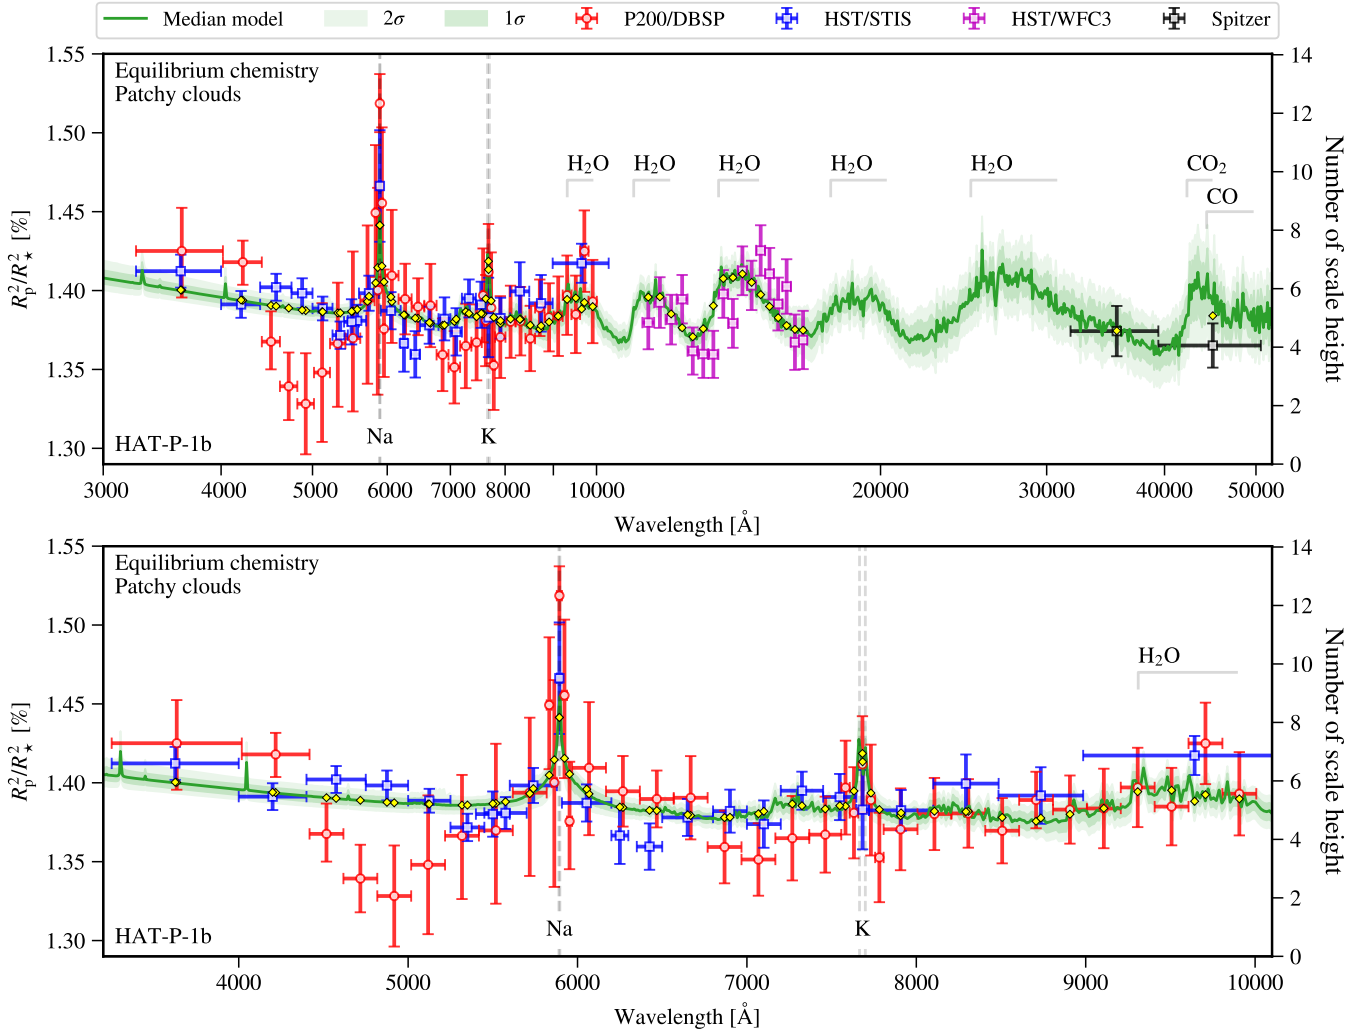 Median model 2σ 1σ P200/DBSP HST/STIS HST/WFC3 Spitzer
Equilibrium chemistry
Patchy clouds
H₂O H₂O H₂O H₂O H₂O CO₂
CO
Na K
HAT-P-1b
1.55
1.50
1.45
1.40
1.35
1.30
R_p²/R_⋆² [%]
14
12
10
8
6
4
2
0
Number of scale height
3000 4000 5000 6000 7000 8000 10000 20000 30000 40000 50000
Wavelength [Å]
Equilibrium chemistry
Patchy clouds
H₂O
Na K
HAT-P-1b
1.55
1.50
1.45
1.40
1.35
1.30
R_p²/R_⋆² [%]
14
12
10
8
6
4
2
0
Number of scale height
4000 5000 6000 7000 8000 9000 10000
Wavelength [Å]